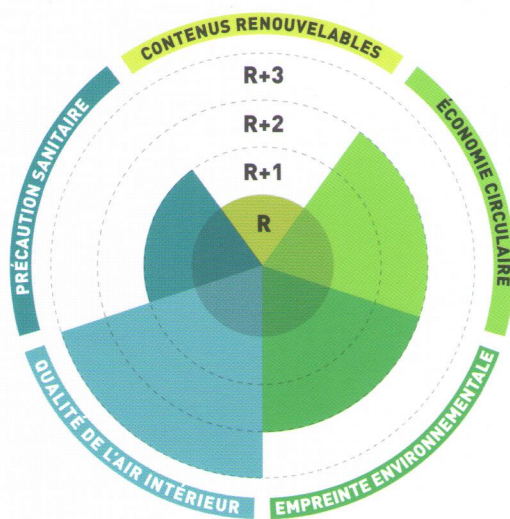 CONTENUS RENOUVELABLES
R+3
R+2
R+1
R
PRÉCAUTION SANITAIRE
ÉCONOMIE CIRCULAIRE
QUALITÉ DE L'AIR INTÉRIEUR
EMPREINTE ENVIRONNEMENTALE